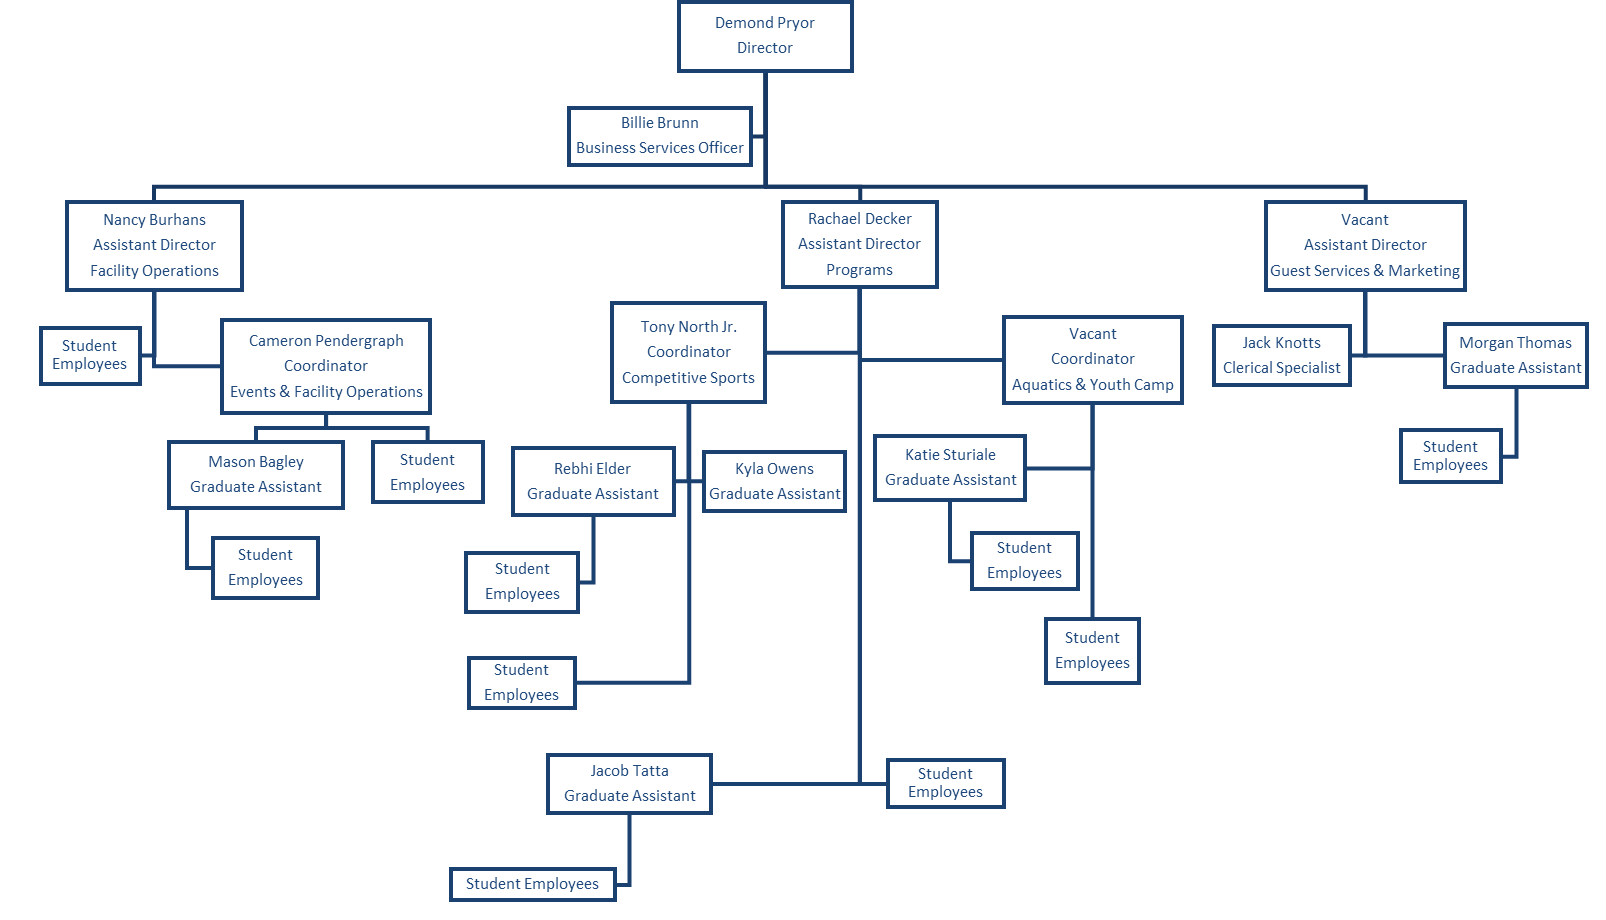 Demond Pryor
Director
Billie Brunn
Business Services Officer
Nancy Burhans
Assistant Director
Facility Operations
Rachael Decker
Assistant Director
Programs
Vacant
Assistant Director
Guest Services & Marketing
Student
Employees
Cameron Pendergraph
Coordinator
Events & Facility Operations
Tony North Jr.
Coordinator
Competitive Sports
Vacant
Coordinator
Aquatics & Youth Camp
Jack Knotts
Clerical Specialist
Morgan Thomas
Graduate Assistant
Mason Bagley
Graduate Assistant
Student
Employees
Rebhi Elder
Graduate Assistant
Kyla Owens
Graduate Assistant
Katie Sturiale
Graduate Assistant
Student
Employees
Student
Employees
Student
Employees
Student
Employees
Student
Employees
Student
Employees
Jacob Tatta
Graduate Assistant
Student
Employees
Student Employees